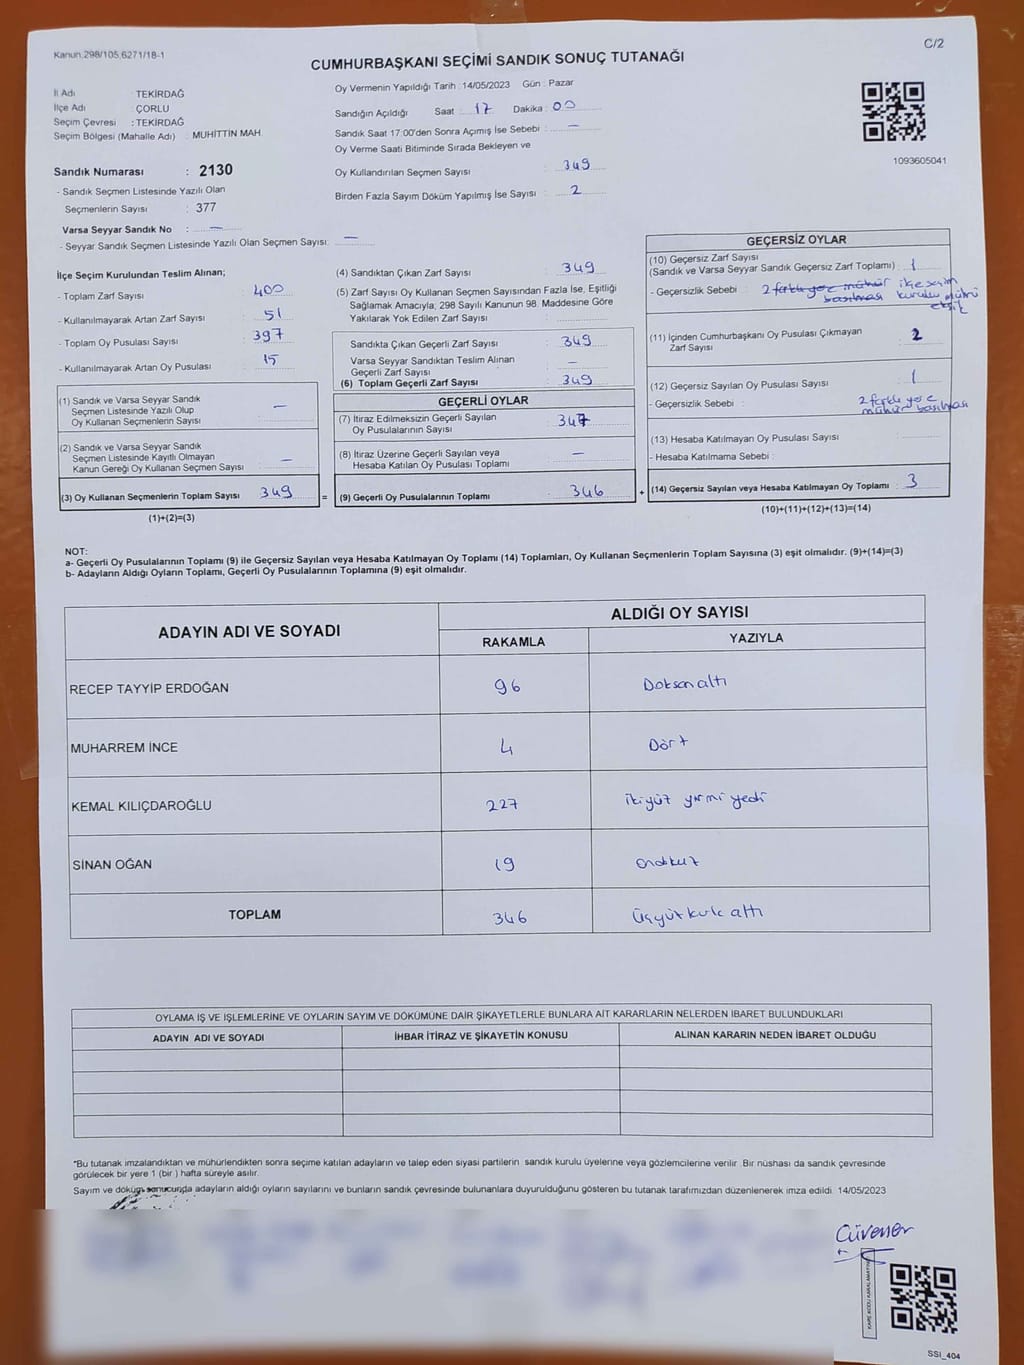 Kanun.298/105,6271/18-1
C/2
CUMHURBAŞKANI SEÇİMİ SANDIK SONUÇ TUTANAĞI
İl Adı : TEKİRDAĞ
İlçe Adı : ÇORLU
Seçim Çevresi : TEKİRDAĞ
Seçim Bölgesi (Mahalle Adı) : MUHİTTİN MAH.
Sandık Numarası : 2130
- Sandık Seçmen Listesinde Yazılı Olan
Seçmenlerin Sayısı : 377
Varsa Seyyar Sandık No : —
- Seyyar Sandık Seçmen Listesinde Yazılı Olan Seçmen Sayısı: —
Oy Vermenin Yapıldığı Tarih : 14/05/2023 Gün : Pazar
Sandığın Açıldığı Saat : 17 Dakika : 00
Sandık Saat 17:00'den Sonra Açımış İse Sebebi : —
Oy Verme Saati Bitiminde Sırada Bekleyen ve
Oy Kullandırılan Seçmen Sayısı : 349
Birden Fazla Sayım Döküm Yapılmış İse Sayısı : 2
1093605041
İlçe Seçim Kurulundan Teslim Alınan;
- Toplam Zarf Sayısı : 400
- Kullanılmayarak Artan Zarf Sayısı : 51
- Toplam Oy Pusulası Sayısı : 397
- Kullanılmayarak Artan Oy Pusulası : 15
(1) Sandık ve Varsa Seyyar Sandık
Seçmen Listesinde Yazılı Olup
Oy Kullanan Seçmenlerin Sayısı : —
(2) Sandık ve Varsa Seyyar Sandık
Seçmen Listesinde Kayıtlı Olmayan
Kanun Gereği Oy Kullanan Seçmen Sayısı : —
(3) Oy Kullanan Seçmenlerin Toplam Sayısı : 349
(1)+(2)=(3)
(4) Sandıktan Çıkan Zarf Sayısı : 349
(5) Zarf Sayısı Oy Kullanan Seçmen Sayısından Fazla İse, Eşitliği
Sağlamak Amacıyla, 298 Sayılı Kanunun 98. Maddesine Göre
Yakılarak Yok Edilen Zarf Sayısı :
Sandıkta Çıkan Geçerli Zarf Sayısı : 349
Varsa Seyyar Sandıktan Teslim Alınan
Geçerli Zarf Sayısı : —
(6) Toplam Geçerli Zarf Sayısı : 349
GEÇERLİ OYLAR
(7) İtiraz Edilmeksizin Geçerli Sayılan
Oy Pusulalarının Sayısı : 347
(8) İtiraz Üzerine Geçerli Sayılan veya
Hesaba Katılan Oy Pusulası Toplamı : —
= (9) Geçerli Oy Pusulalarının Toplamı : 346 +
GEÇERSİZ OYLAR
(10) Geçersiz Zarf Sayısı
(Sandık ve Varsa Seyyar Sandık Geçersiz Zarf Toplamı) : 1
- Geçersizlik Sebebi : 2 farklı yere mühür ilçe seçim
basılması kurulu mührü
eksik
(11) İçinden Cumhurbaşkanı Oy Pusulası Çıkmayan
Zarf Sayısı : 2
(12) Geçersiz Sayılan Oy Pusulası Sayısı : 1
- Geçersizlik Sebebi : 2 farklı yere
mühür basılması
(13) Hesaba Katılmayan Oy Pusulası Sayısı :
- Hesaba Katılmama Sebebi :
(14) Geçersiz Sayılan veya Hesaba Katılmayan Oy Toplamı : 3
(10)+(11)+(12)+(13)=(14)
NOT:
a- Geçerli Oy Pusulalarının Toplamı (9) ile Geçersiz Sayılan veya Hesaba Katılmayan Oy Toplamı (14) Toplamları, Oy Kullanan Seçmenlerin Toplam Sayısına (3) eşit olmalıdır. (9)+(14)=(3)
b- Adayların Aldığı Oyların Toplamı, Geçerli Oy Pusulalarının Toplamına (9) eşit olmalıdır.
ADAYIN ADI VE SOYADI
ALDIĞI OY SAYISI
RAKAMLA YAZIYLA
RECEP TAYYİP ERDOĞAN 96 Doksan altı
MUHARREM İNCE 4 Dört
KEMAL KILIÇDAROĞLU 227 ikiyüz yirmi yedi
SİNAN OĞAN 19 ondokuz
TOPLAM 346 üçyüz kırk altı
OYLAMA İŞ VE İŞLEMLERİNE VE OYLARIN SAYIM VE DÖKÜMÜNE DAİR ŞİKAYETLERLE BUNLARA AİT KARARLARIN NELERDEN İBARET BULUNDUKLARI
ADAYIN ADI VE SOYADI İHBAR İTİRAZ VE ŞİKAYETİN KONUSU ALINAN KARARIN NEDEN İBARET OLDUĞU
*Bu tutanak imzalandıktan ve mühürlendikten sonra seçime katılan adayların ve talep eden siyasi partilerin sandık kurulu üyelerine veya gözlemcilerine verilir. Bir nüshası da sandık çevresinde
görülecek bir yere 1 (bir ) hafta süreyle asılır.
Sayım ve döküm sonucunda adayların aldığı oyların sayılarını ve bunların sandık çevresinde bulunanlara duyurulduğunu gösteren bu tutanak tarafımızdan düzenlenerek imza edildi. 14/05/2023
Güvener
KARE KODU KARALAMAYINIZ
SSİ_404